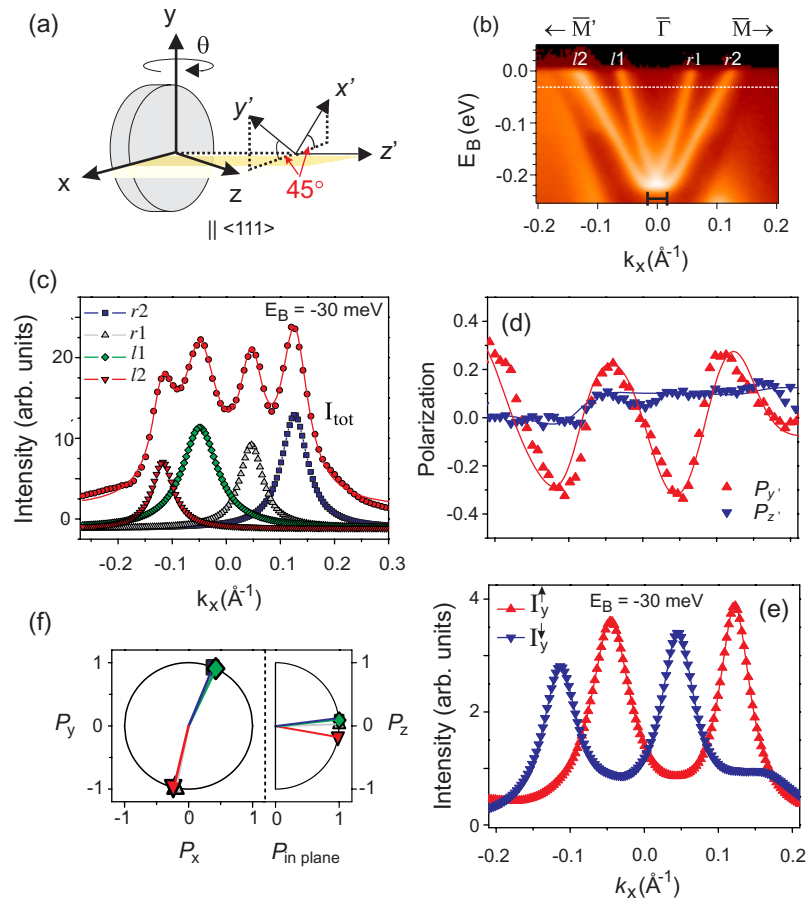 (a)
y
θ
y'
x'
z'
x
z
45°
|| <111>
(b)
← M̅'
Γ̅
M̅→
l2
l1
r1
r2
0.0
-0.1
-0.2
E_B(eV)
-0.2
-0.1
0.0
0.1
0.2
k_x(Å⁻¹)
(c)
r2
r1
l1
l2
E_B = -30 meV
I_tot
20
10
0
Intensity (arb. units)
-0.2
-0.1
0.0
0.1
0.2
0.3
k_x(Å⁻¹)
(d)
0.4
0.2
0.0
-0.2
-0.4
Polarization
P_y'
P_z'
(e)
I_y^↑
I_y^↓
E_B = -30 meV
4
2
0
Intensity (arb. units)
-0.2
-0.1
0.0
0.1
0.2
k_x(Å⁻¹)
(f)
1
0
-1
P_y
-1
0
1
P_x
1
0
-1
P_z
0
1
P_in plane